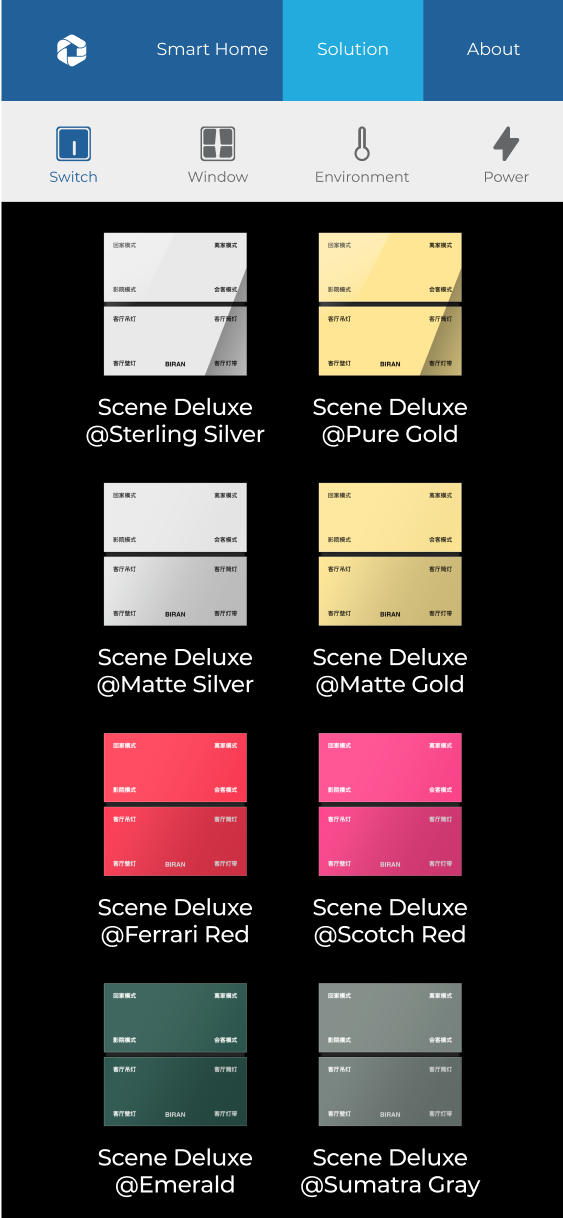 Smart Home
Solution
About
Switch
Window
Environment
Power
回家模式
离家模式
影院模式
会客模式
客厅吊灯
客厅筒灯
客厅壁灯
BIRAN
客厅灯带
回家模式
离家模式
影院模式
会客模式
客厅吊灯
客厅筒灯
客厅壁灯
BIRAN
客厅灯带
Scene Deluxe
@Sterling Silver
Scene Deluxe
@Pure Gold
回家模式
离家模式
影院模式
会客模式
客厅吊灯
客厅筒灯
客厅壁灯
BIRAN
客厅灯带
回家模式
离家模式
影院模式
会客模式
客厅吊灯
客厅筒灯
客厅壁灯
BIRAN
客厅灯带
Scene Deluxe
@Matte Silver
Scene Deluxe
@Matte Gold
回家模式
离家模式
影院模式
会客模式
客厅吊灯
客厅筒灯
客厅壁灯
BIRAN
客厅灯带
回家模式
离家模式
影院模式
会客模式
客厅吊灯
客厅筒灯
客厅壁灯
BIRAN
客厅灯带
Scene Deluxe
@Ferrari Red
Scene Deluxe
@Scotch Red
回家模式
离家模式
影院模式
会客模式
客厅吊灯
客厅筒灯
客厅壁灯
BIRAN
客厅灯带
回家模式
离家模式
影院模式
会客模式
客厅吊灯
客厅筒灯
客厅壁灯
BIRAN
客厅灯带
Scene Deluxe
@Emerald
Scene Deluxe
@Sumatra Gray